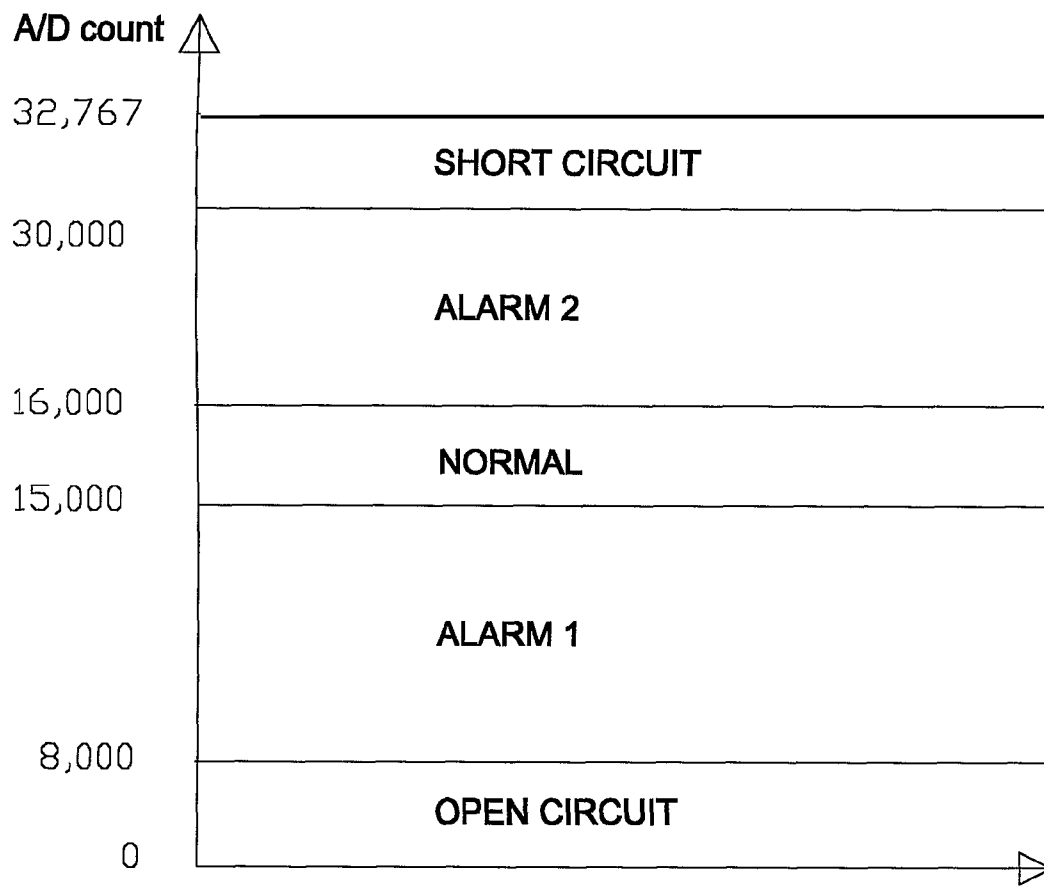 A/D count
32,767
SHORT CIRCUIT
30,000
ALARM 2
16,000
NORMAL
15,000
ALARM 1
8,000
OPEN CIRCUIT
0